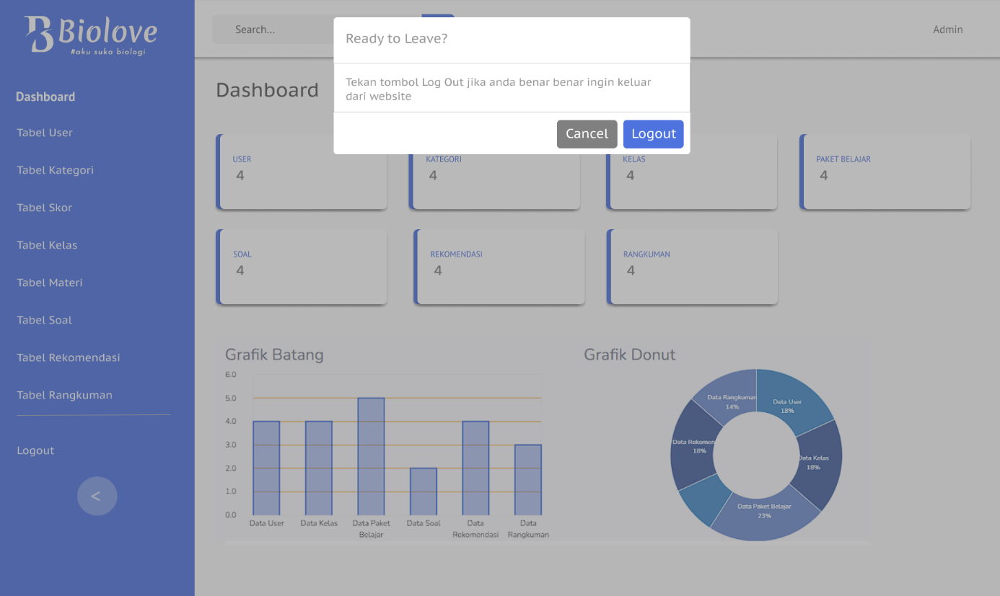 Biolove
#aku suka biologi
Dashboard
Tabel User
Tabel Kategori
Tabel Skor
Tabel Kelas
Tabel Materi
Tabel Soal
Tabel Rekomendasi
Tabel Rangkuman
Logout
<
Search...
Admin
Ready to Leave?
Tekan tombol Log Out jika anda benar benar ingin keluar
dari website
Cancel
Logout
Dashboard
USER
4
KATEGORI
4
KELAS
4
PAKET BELAJAR
4
SOAL
4
REKOMENDASI
4
RANGKUMAN
4
Grafik Batang
6.0
5.0
4.0
3.0
2.0
1.0
0.0
Data User
Data Kelas
Data Paket
Belajar
Data Soal
Data
Rekomendasi
Data
Rangkuman
Grafik Donut
Data Rangkuman
14%
Data User
18%
Data Rekomen
18%
Data Kelas
18%
Data Paket Belajar
23%